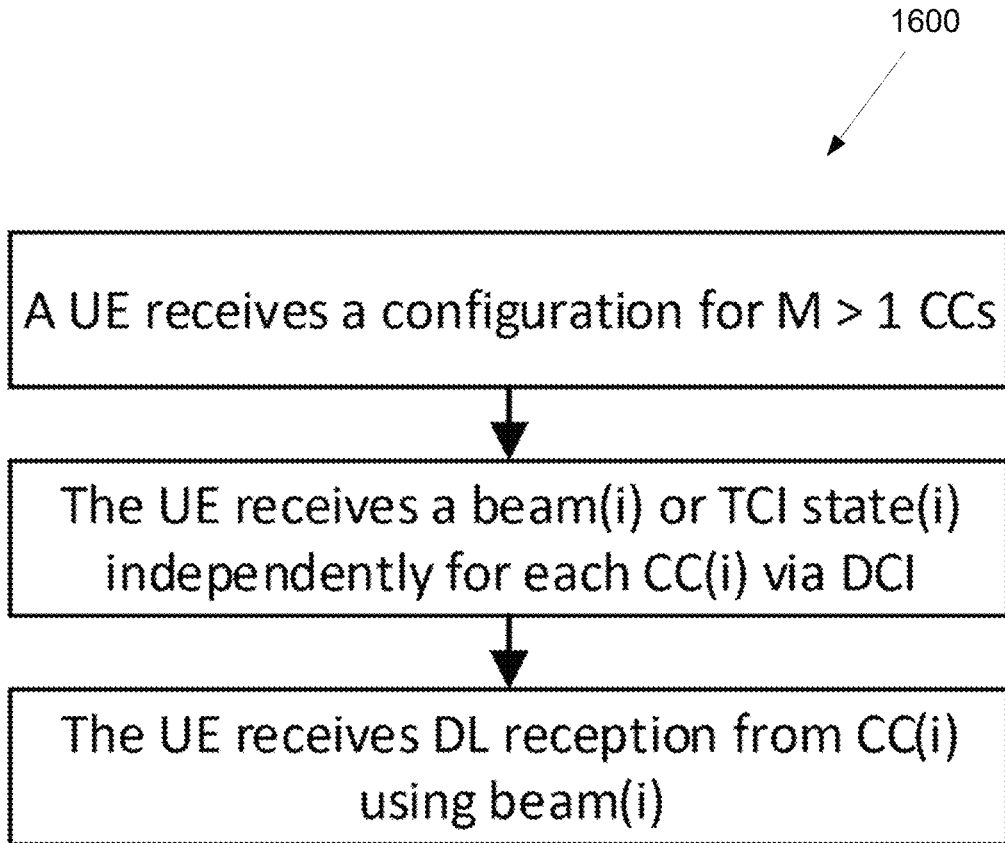 1600
A UE receives a configuration for M > 1 CCs
The UE receives a beam(i) or TCI state(i)
independently for each CC(i) via DCI
The UE receives DL reception from CC(i)
using beam(i)